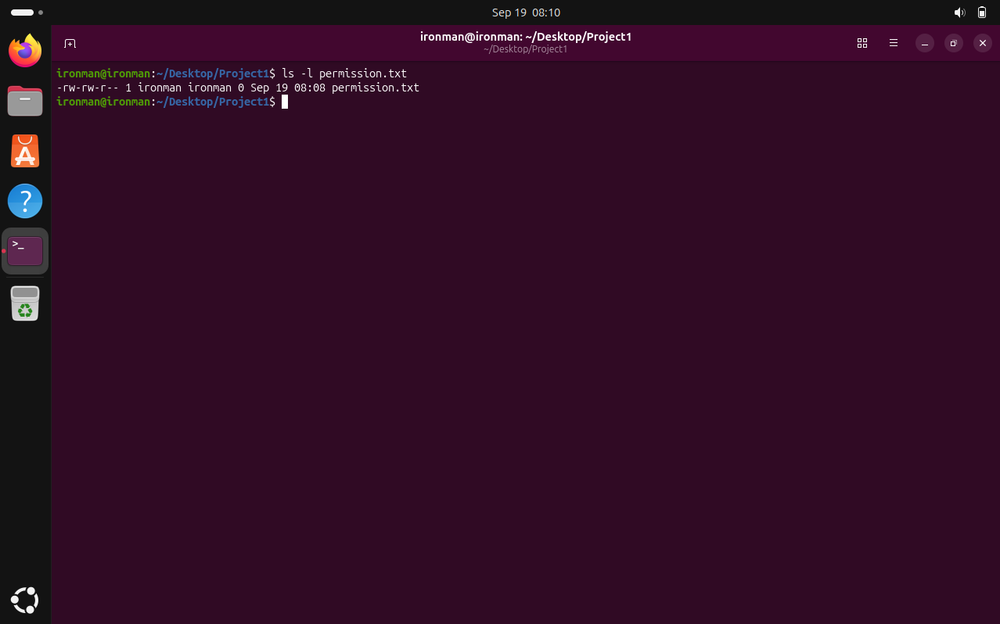 Sep 19 08:10
ironman@ironman: ~/Desktop/Project1
~/Desktop/Project1
ironman@ironman:~/Desktop/Project1$ ls -l permission.txt
-rw-rw-r-- 1 ironman ironman 0 Sep 19 08:08 permission.txt
ironman@ironman:~/Desktop/Project1$
A
?
>_